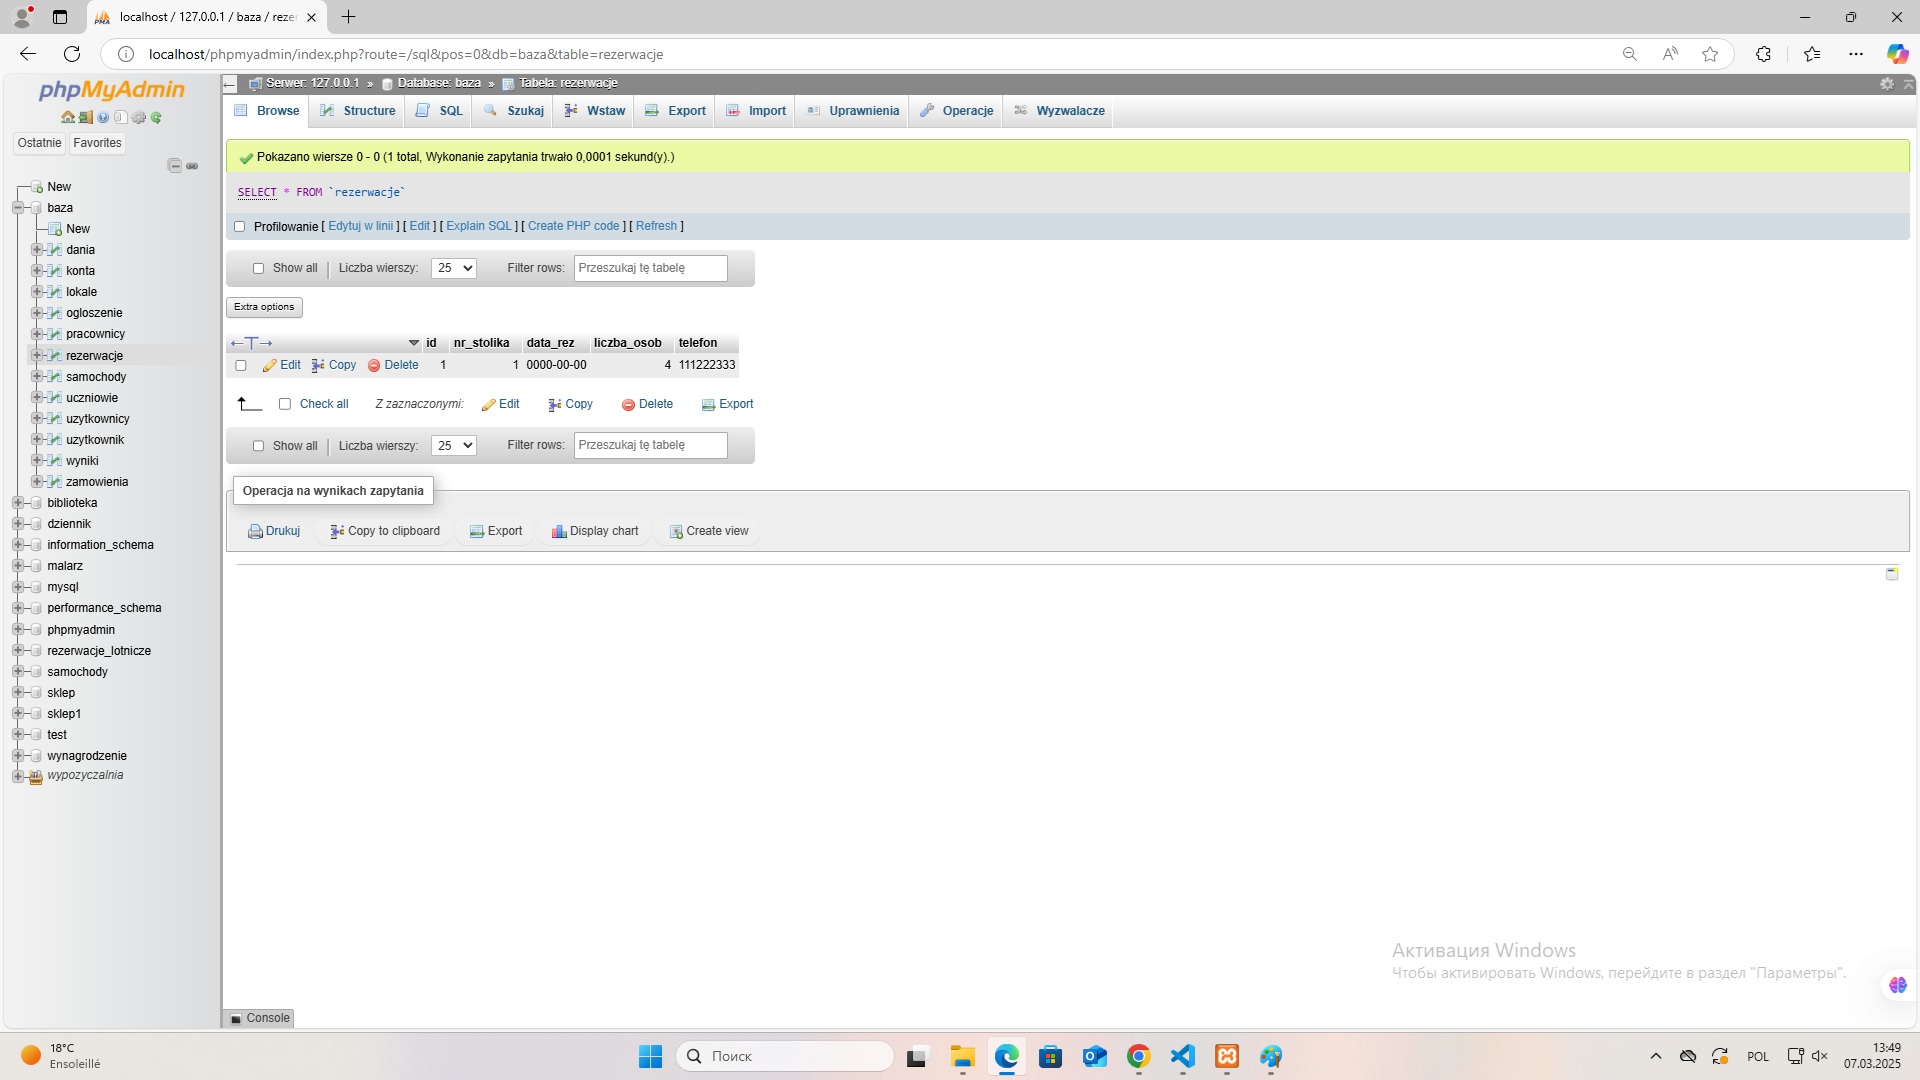 localhost / 127.0.0.1 / baza / reze
localhost/phpmyadmin/index.php?route=/sql&pos=0&db=baza&table=rezerwacje
phpMyAdmin
Ostatnie Favorites
New
baza
New
dania
konta
lokale
ogloszenie
pracownicy
rezerwacje
samochody
uczniowie
uzytkownicy
uzytkownik
wyniki
zamowienia
biblioteka
dziennik
information_schema
malarz
mysql
performance_schema
phpmyadmin
rezerwacje_lotnicze
samochody
sklep
sklep1
test
wynagrodzenie
wypozyczalnia
Serwer: 127.0.0.1 » Database: baza » Tabela: rezerwacje
Browse Structure SQL Szukaj Wstaw Export Import Uprawnienia Operacje Wyzwalacze
Pokazano wiersze 0 - 0 (1 total, Wykonanie zapytania trwało 0,0001 sekund(y).)
SELECT * FROM `rezerwacje`
Profilowanie [ Edytuj w linii ] [ Edit ] [ Explain SQL ] [ Create PHP code ] [ Refresh ]
Show all Liczba wierszy: 25 Filter rows: Przeszukaj tę tabelę
Extra options
id nr_stolika data_rez liczba_osob telefon
Edit Copy Delete 1 1 0000-00-00 4 111222333
Check all Z zaznaczonymi: Edit Copy Delete Export
Show all Liczba wierszy: 25 Filter rows: Przeszukaj tę tabelę
Operacja na wynikach zapytania
Drukuj Copy to clipboard Export Display chart Create view
Активация Windows
Чтобы активировать Windows, перейдите в раздел "Параметры".
Console
18°C
Ensoleillé
Поиск
POL
13:49
07.03.2025